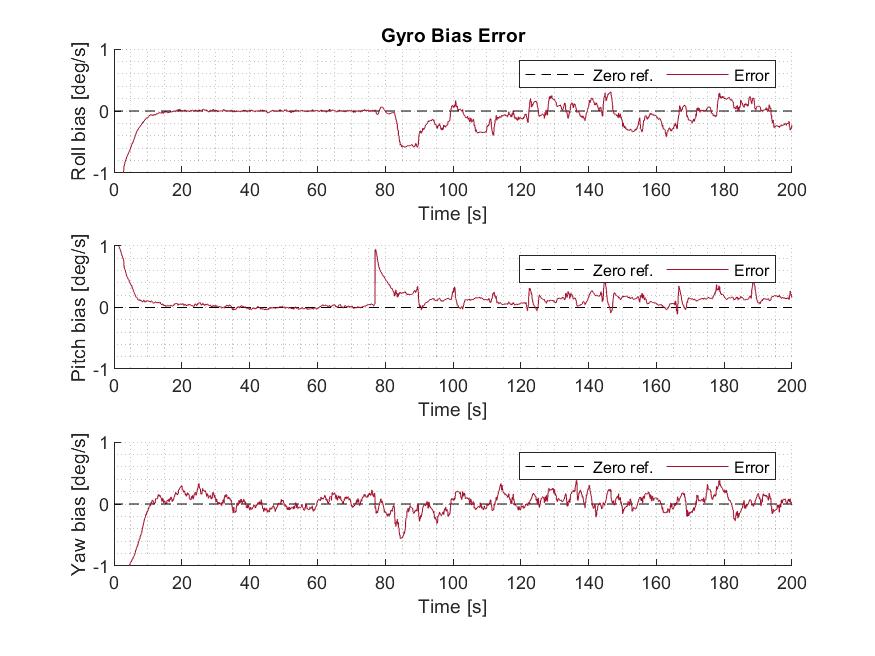 Gyro Bias Error
Roll bias [deg/s]
1
0
-1
Zero ref. Error
0 20 40 60 80 100 120 140 160 180 200
Time [s]
Pitch bias [deg/s]
1
0
-1
Zero ref. Error
0 20 40 60 80 100 120 140 160 180 200
Time [s]
Yaw bias [deg/s]
1
0
-1
Zero ref. Error
0 20 40 60 80 100 120 140 160 180 200
Time [s]